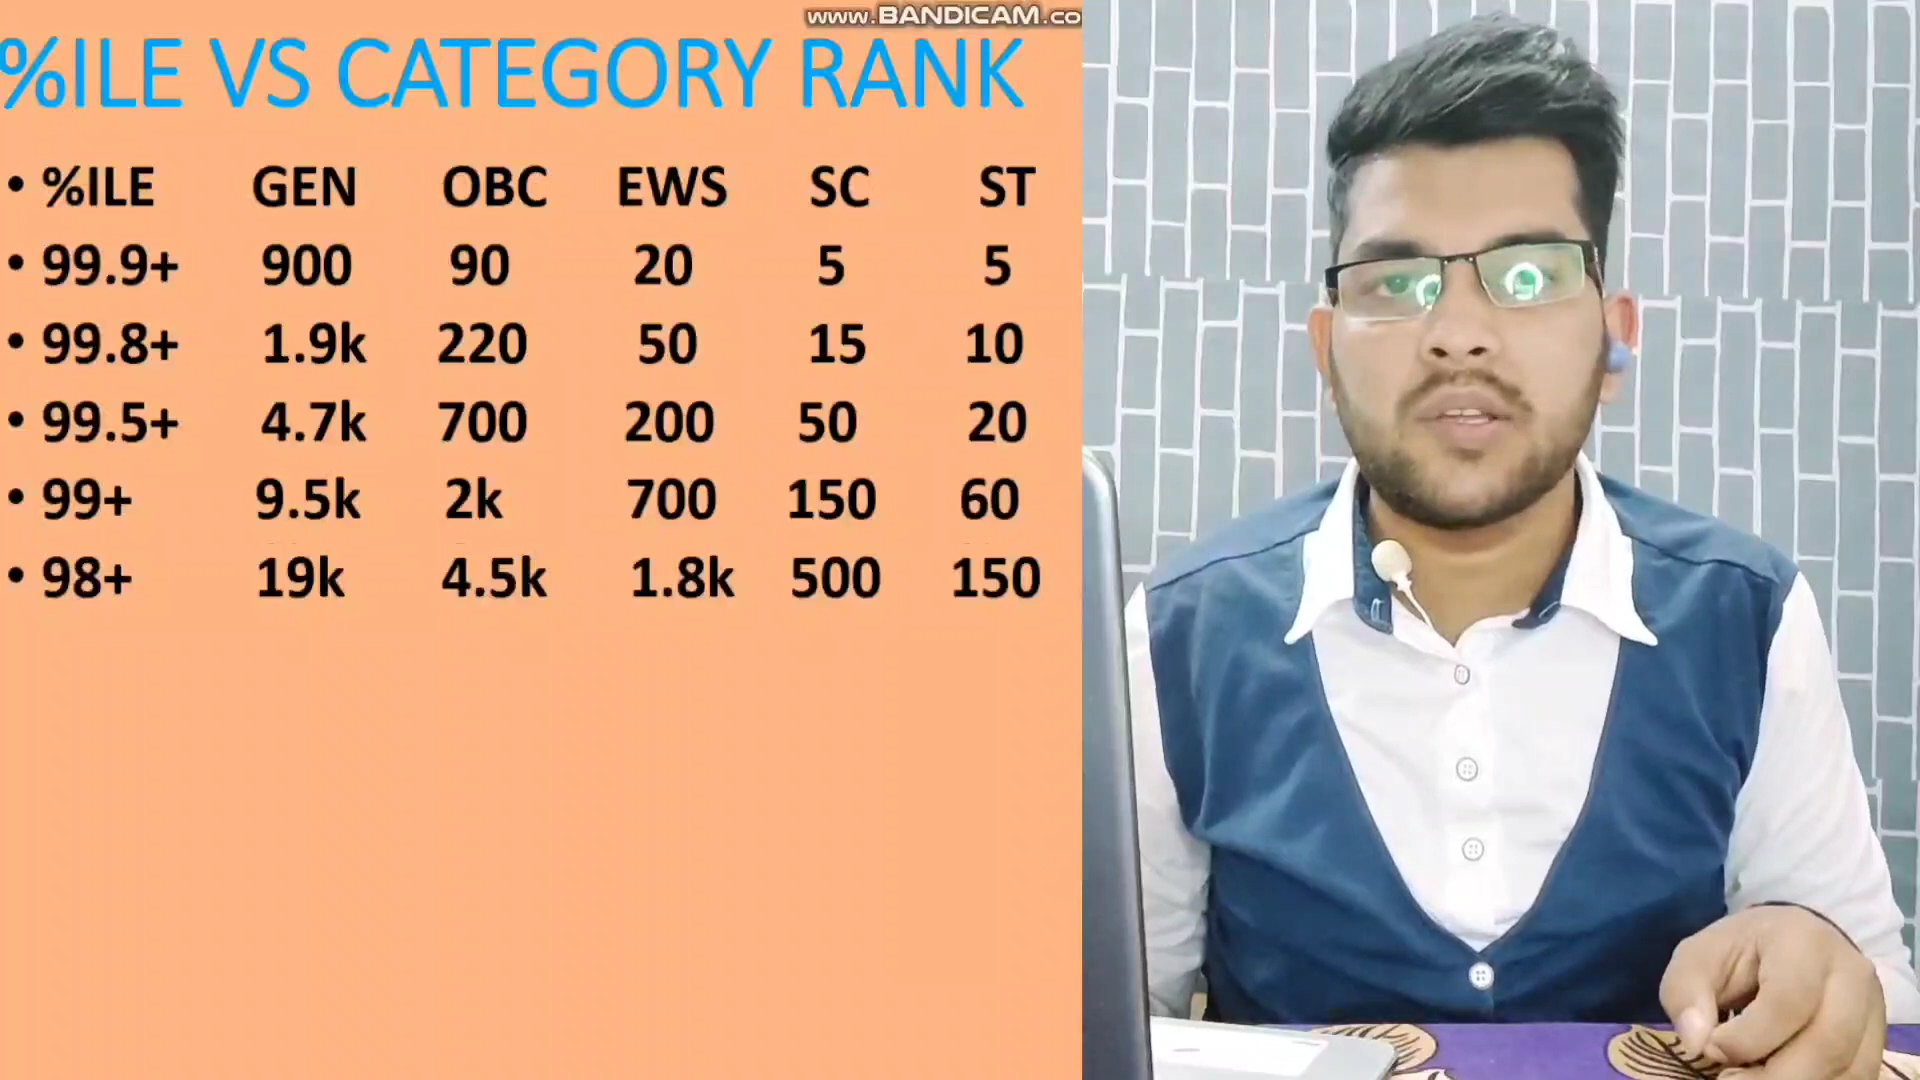 www.BANDICAM.co
%ILE VS CATEGORY RANK
• %ILE GEN OBC EWS SC ST
• 99.9+ 900 90 20 5 5
• 99.8+ 1.9k 220 50 15 10
• 99.5+ 4.7k 700 200 50 20
• 99+ 9.5k 2k 700 150 60
• 98+ 19k 4.5k 1.8k 500 150